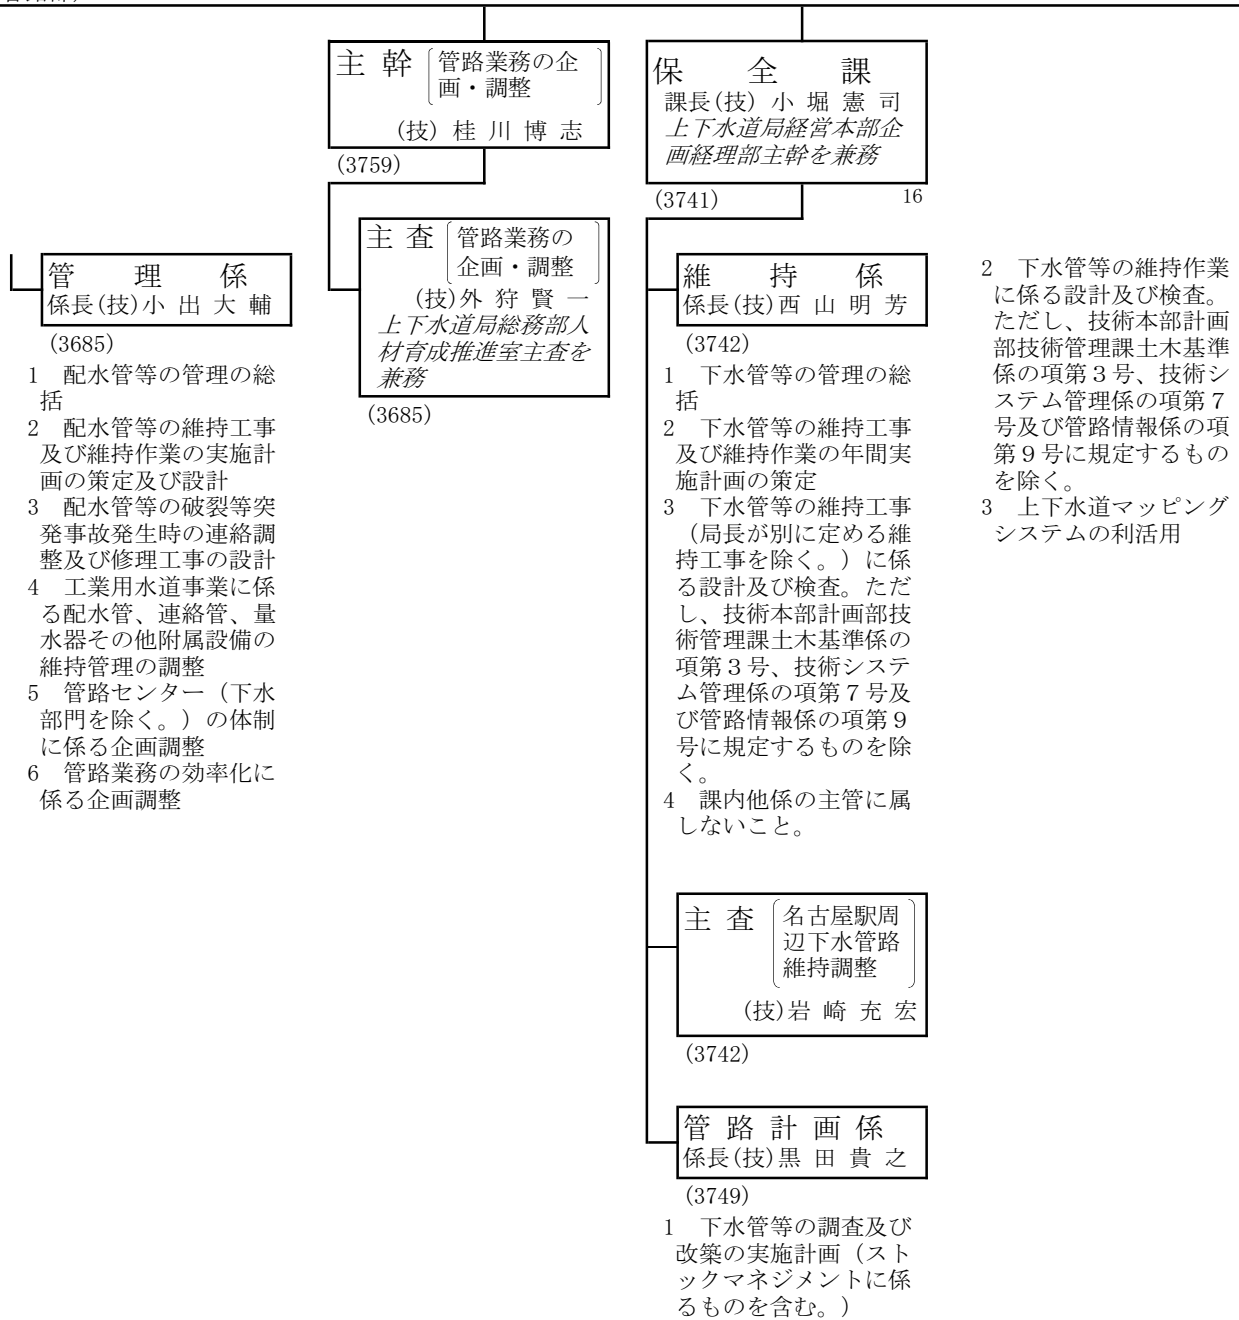 主 幹 管路業務の企
画・調整
(技) 桂 川 博 志
(3759)
主 査 管路業務の
企画・調整
(技)外 狩 賢 一
上下水道局総務部人
材育成推進室主査を
兼務
(3685)
管 理 係
係長(技)小 出 大 輔
(3685)
1 配水管等の管理の総
括
2 配水管等の維持工事
及び維持作業の実施計
画の策定及び設計
3 配水管等の破裂等突
発事故発生時の連絡調
整及び修理工事の設計
4 工業用水道事業に係
る配水管、連絡管、量
水器その他附属設備の
維持管理の調整
5 管路センター（下水
部門を除く。）の体制
に係る企画調整
6 管路業務の効率化に
係る企画調整
保 全 課
課長(技) 小 堀 憲 司
上下水道局経営本部企
画経理部主幹を兼務
(3741) 16
維 持 係
係長(技)西 山 明 芳
(3742)
1 下水管等の管理の総
括
2 下水管等の維持工事
及び維持作業の年間実
施計画の策定
3 下水管等の維持工事
（局長が別に定める維
持工事を除く。）に係
る設計及び検査。ただ
し、技術本部計画部技
術管理課土木基準係の
項第３号、技術システ
ム管理係の項第７号及
び管路情報係の項第９
号に規定するものを除
く。
4 課内他係の主管に属
しないこと。
主 査 名古屋駅周
辺下水管路
維持調整
(技)岩 崎 充 宏
(3742)
管 路 計 画 係
係長(技)黒 田 貴 之
(3749)
1 下水管等の調査及び
改築の実施計画（スト
ックマネジメントに係
るものを含む。）
2 下水管等の維持作業
に係る設計及び検査。
ただし、技術本部計画
部技術管理課土木基準
係の項第３号、技術シ
ステム管理係の項第７
号及び管路情報係の項
第９号に規定するもの
を除く。
3 上下水道マッピング
システムの利活用